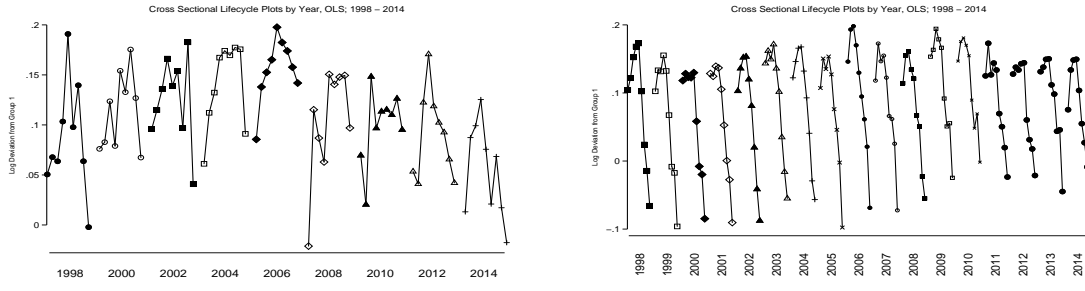 Cross Sectional Lifecycle Plots by Year, OLS; 1998 – 2014
Log Deviation from Group 1
.2
.15
.1
.05
0
1998 2000 2002 2004 2006 2008 2010 2012 2014
Cross Sectional Lifecycle Plots by Year, OLS; 1998 – 2014
Log Deviation from Group 1
.2
.1
0
–.1
1998 1999 2000 2001 2002 2003 2004 2005 2006 2007 2008 2009 2010 2011 2012 2013 2014